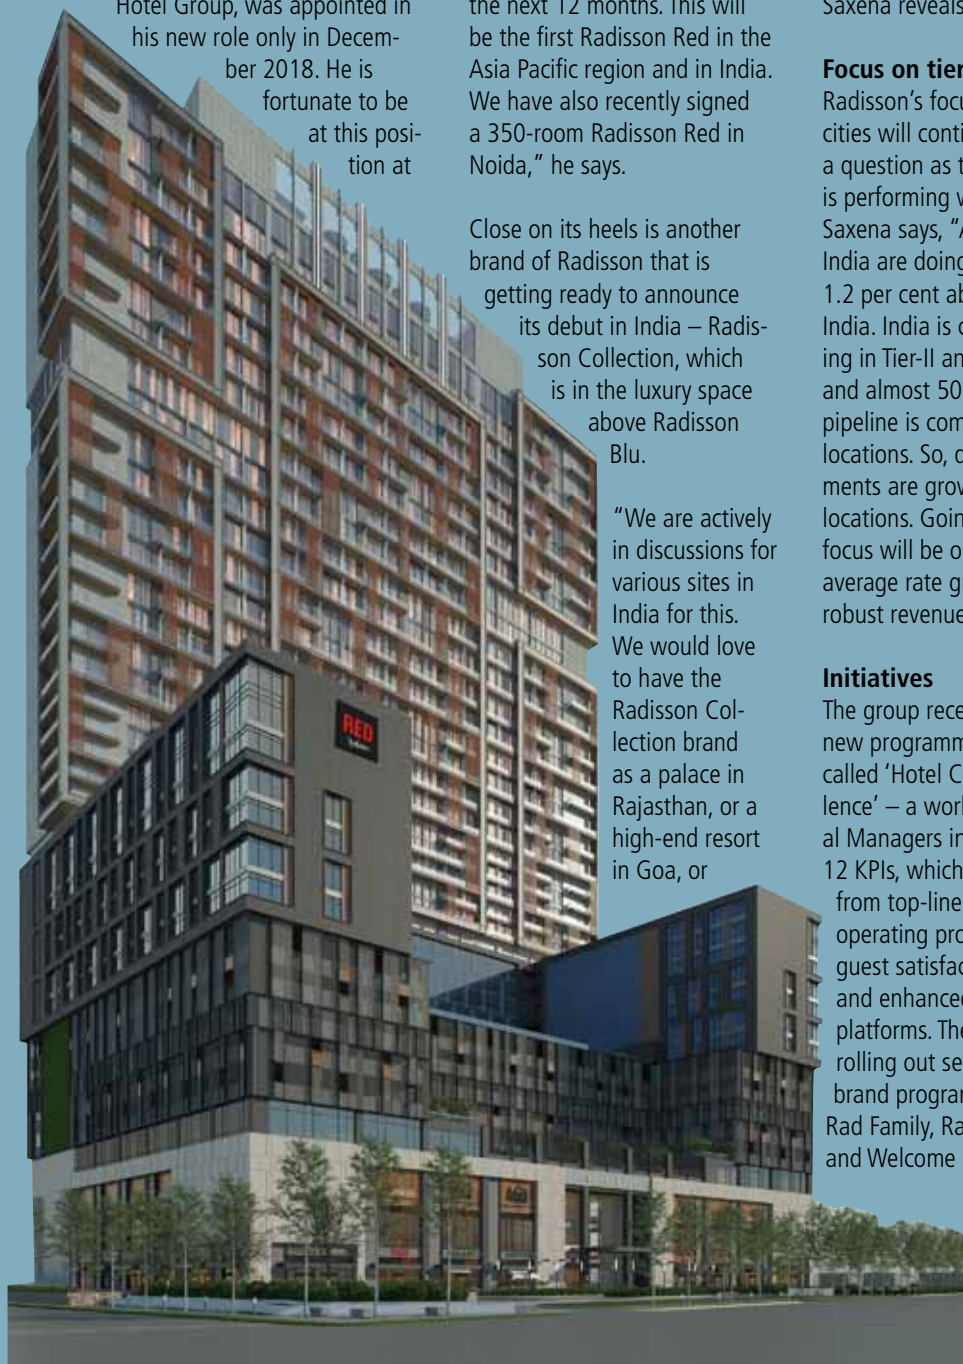 Hotel Group, was appointed in
his new role only in Decem-
ber 2018. He is
fortunate to be
at this posi-
tion at
the next 12 months. This will
be the first Radisson Red in the
Asia Pacific region and in India.
We have also recently signed
a 350-room Radisson Red in
Noida,” he says.
Close on its heels is another
brand of Radisson that is
getting ready to announce
its debut in India – Radis-
son Collection, which
is in the luxury space
above Radisson
Blu.
“We are actively
in discussions for
various sites in
India for this.
We would love
to have the
Radisson Col-
lection brand
as a palace in
Rajasthan, or a
high-end resort
in Goa, or
Saxena reveals
Focus on tier
Radisson’s focu
cities will conti
a question as t
is performing
Saxena says, “A
India are doing
1.2 per cent ab
India. India is
ing in Tier-II an
and almost 50
pipeline is com
locations. So,
ments are grow
locations. Goin
focus will be o
average rate g
robust revenue
Initiatives
The group rece
new programm
called ‘Hotel C
lence’ – a work
al Managers in
12 KPIs, which
from top-line
operating pro
guest satisfac
and enhanced
platforms. The
rolling out se
brand program
Rad Family, Ra
and Welcome
RED